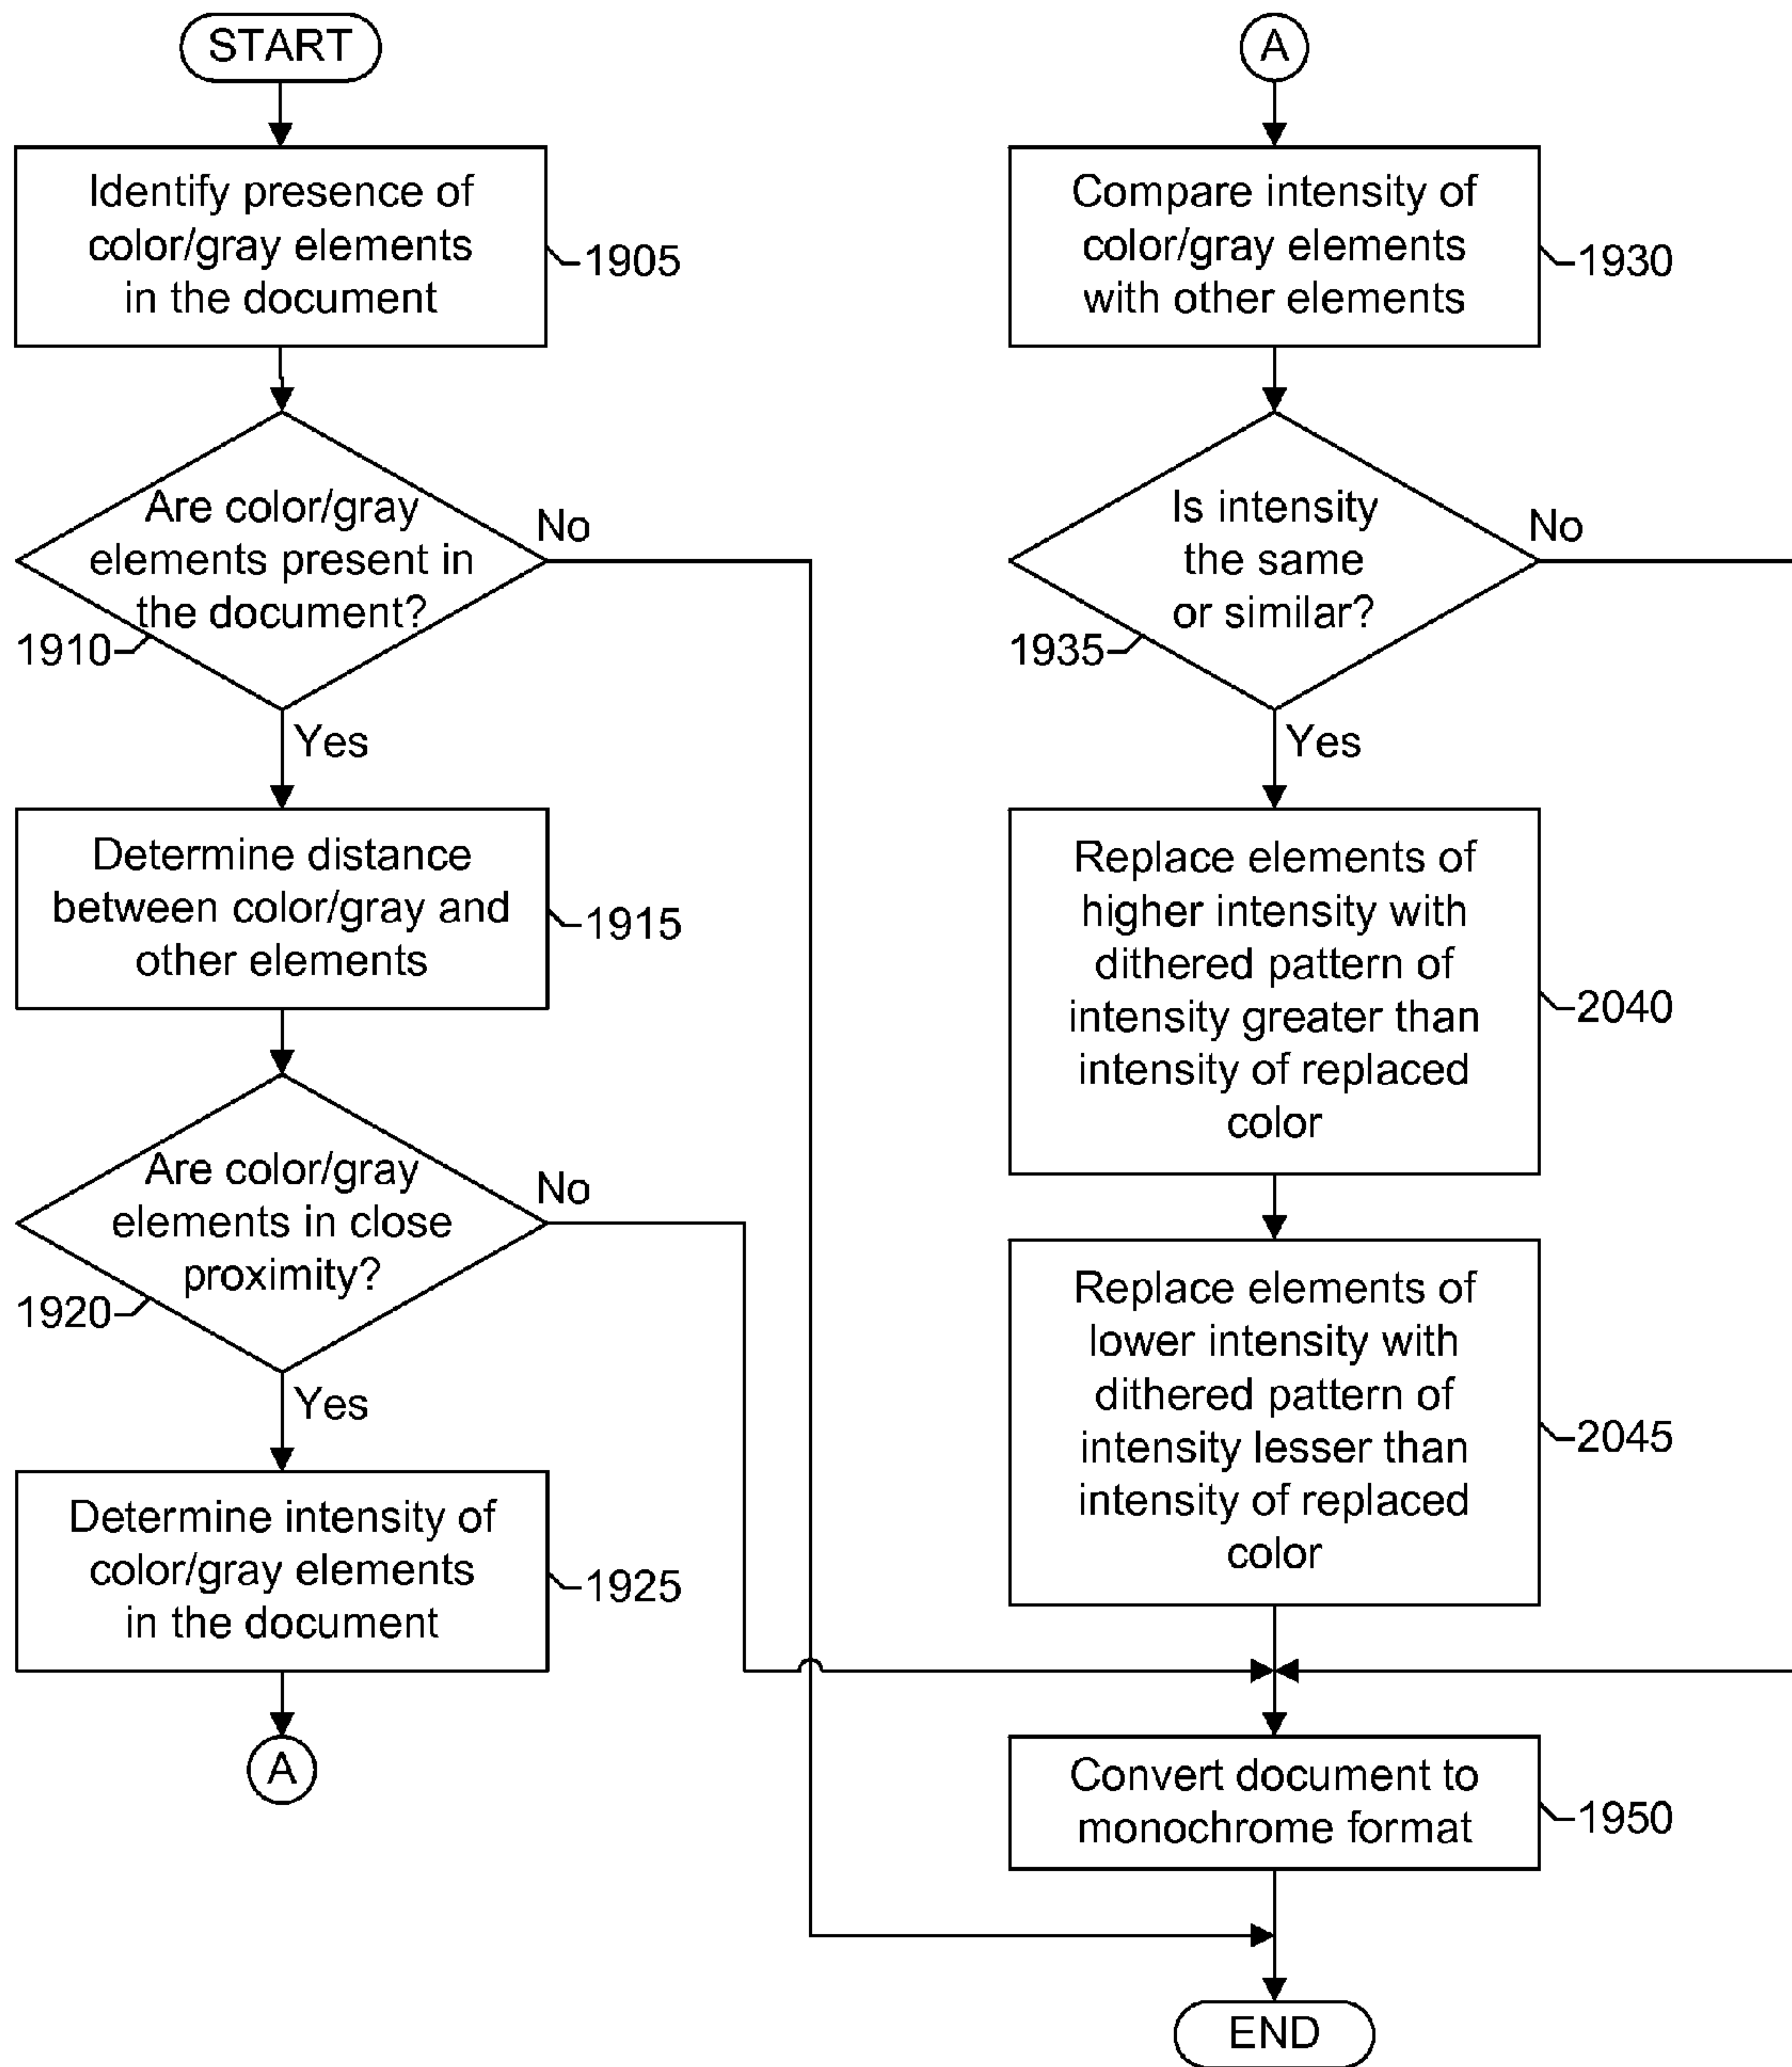 START
Identify presence of
color/gray elements
in the document
1905
Are color/gray
elements present in
the document?
No
1910
Yes
Determine distance
between color/gray and
other elements
1915
Are color/gray
elements in close
proximity?
No
1920
Yes
Determine intensity of
color/gray elements
in the document
1925
A
A
Compare intensity of
color/gray elements
with other elements
1930
Is intensity
the same
or similar?
No
1935
Yes
Replace elements of
higher intensity with
dithered pattern of
intensity greater than
intensity of replaced
color
2040
Replace elements of
lower intensity with
dithered pattern of
intensity lesser than
intensity of replaced
color
2045
Convert document to
monochrome format
1950
END